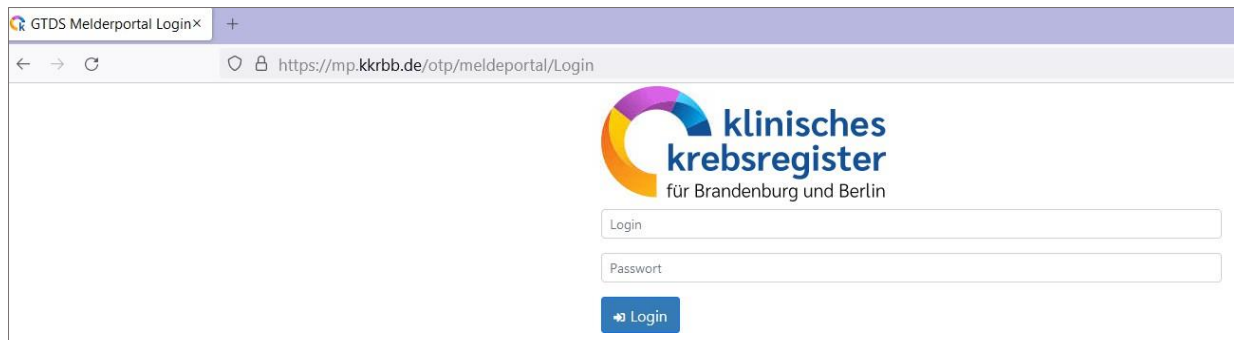 GTDS Melderportal Login× +
https://mp.kkrbb.de/otp/meldeportal/Login
klinisches
krebsregister
für Brandenburg und Berlin
Login
Passwort
Login